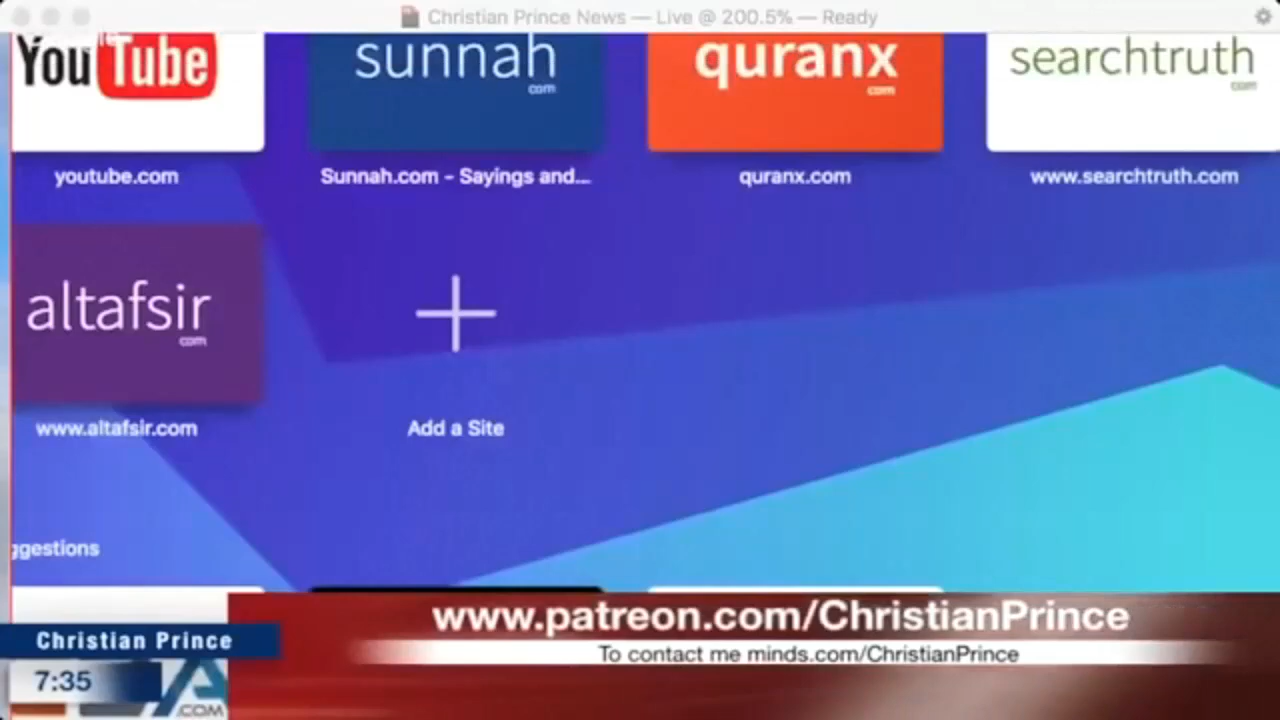 Christian Prince News — Live @ 200.5% — Ready
YouTube
sunnah
com
quranx
com
searchtruth
com
youtube.com
Sunnah.com - Sayings and...
quranx.com
www.searchtruth.com
altafsir
com
www.altafsir.com
Add a Site
ggestions
www.patreon.com/ChristianPrince
Christian Prince
To contact me minds.com/ChristianPrince
7:35
.COM